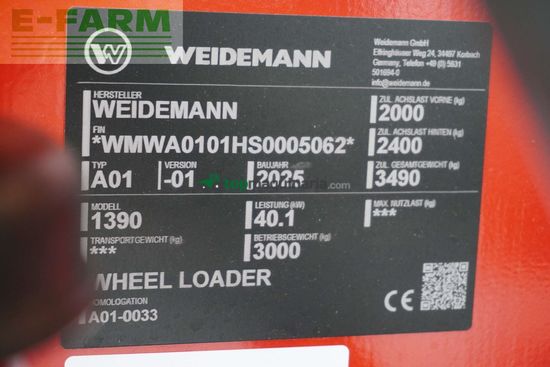 E-FARM
WEIDEMANN
Weidemann GmbH
Elfringhäuser Weg 24, 34497 Korbach
Germany, Telefon +49 (0) 5631
501694-0
info@weidemann.de
HERSTELLER
WEIDEMANN
FIN
*WMWA0101HS0005062*
TYP
A01
VERSION
-01
BAUJAHR
2025
MODELL
1390
LEISTUNG (kW)
40.1
TRANSPORTGEWICHT (kg)
***
BETRIEBSGEWICHT (kg)
3000
ZUL. ACHSLAST VORNE (kg)
2000
ZUL. ACHSLAST HINTEN (kg)
2400
ZUL. GESAMTGEWICHT (kg)
3490
MAX. NUTZLAST (kg)
***
topmaquinaria.com
WHEEL LOADER
HOMOLOGATION
A01-0033
CE